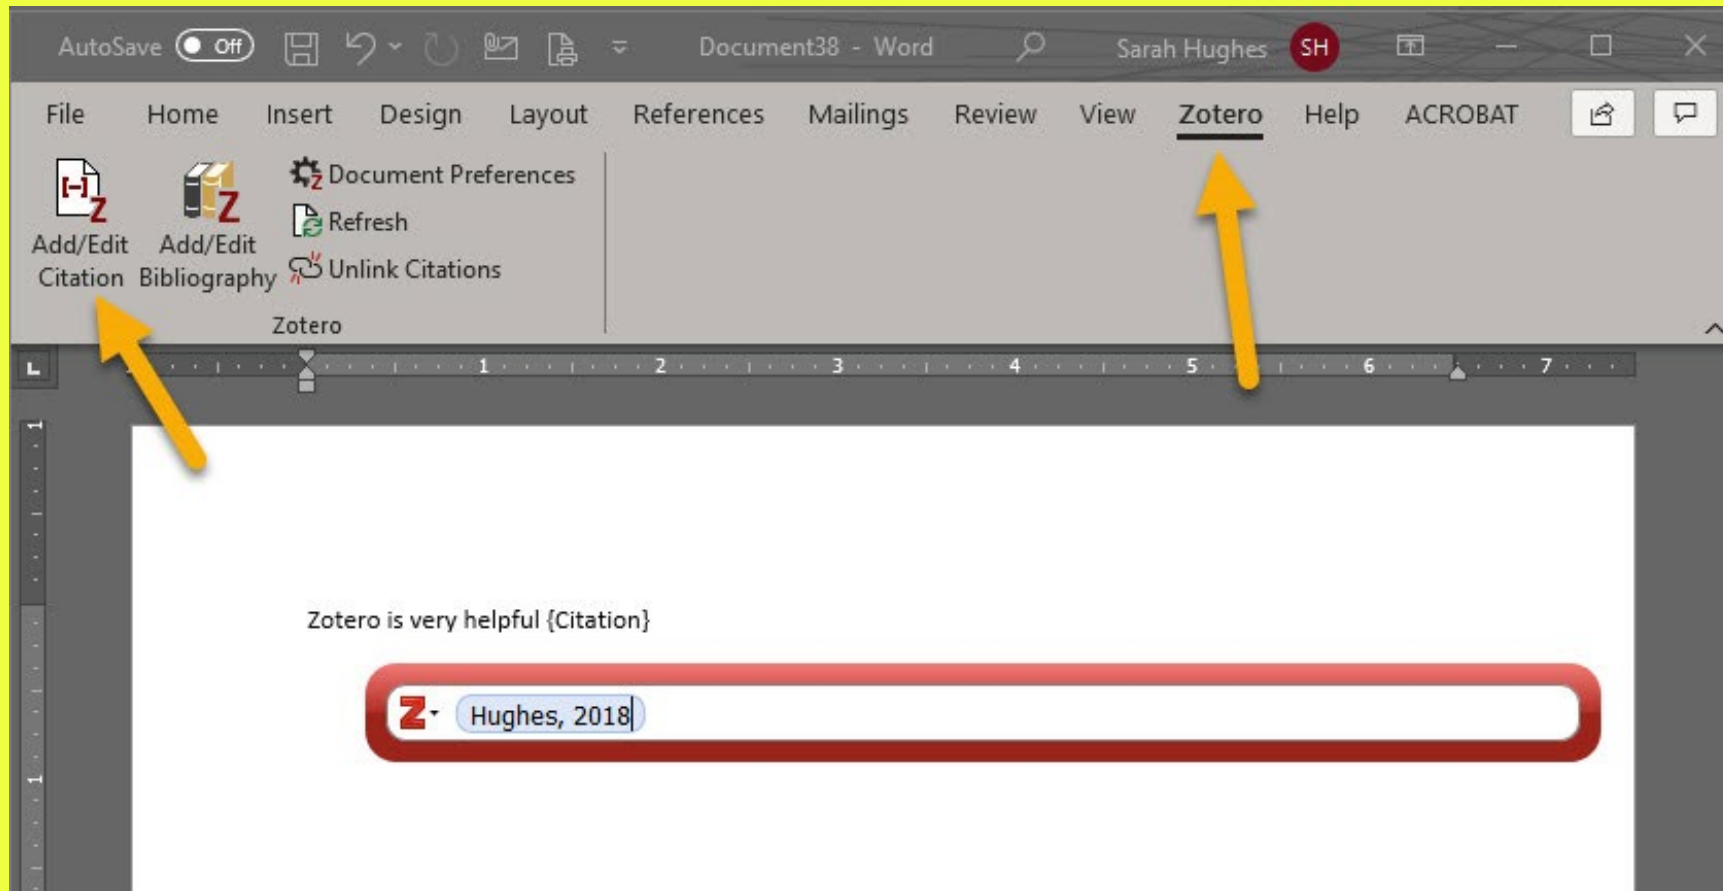 AutoSave Off Document38 - Word Sarah Hughes SH
File Home Insert Design Layout References Mailings Review View Zotero Help ACROBAT
[-] Z
Z
Add/Edit Citation
Add/Edit Bibliography
Z Document Preferences
Refresh
Unlink Citations
Zotero
L 1 2 3 4 5 6 7
1
Zotero is very helpful {Citation}
Z Hughes, 2018
1